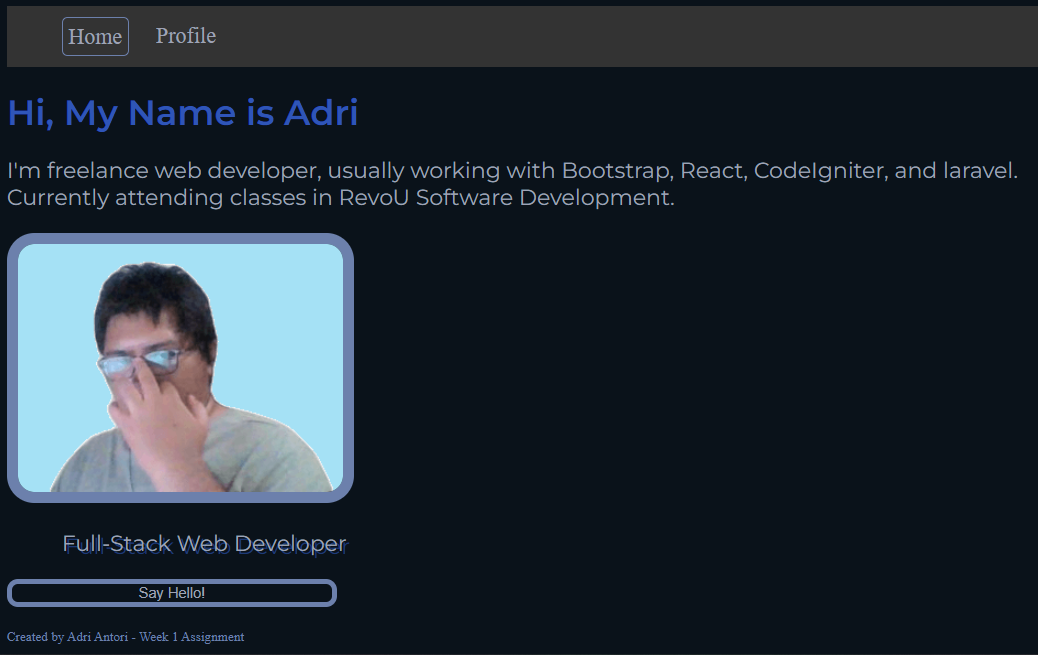 Home Profile
Hi, My Name is Adri
I'm freelance web developer, usually working with Bootstrap, React, CodeIgniter, and laravel.
Currently attending classes in RevoU Software Development.
Full-Stack Web Developer
Say Hello!
Created by Adri Antori - Week 1 Assignment